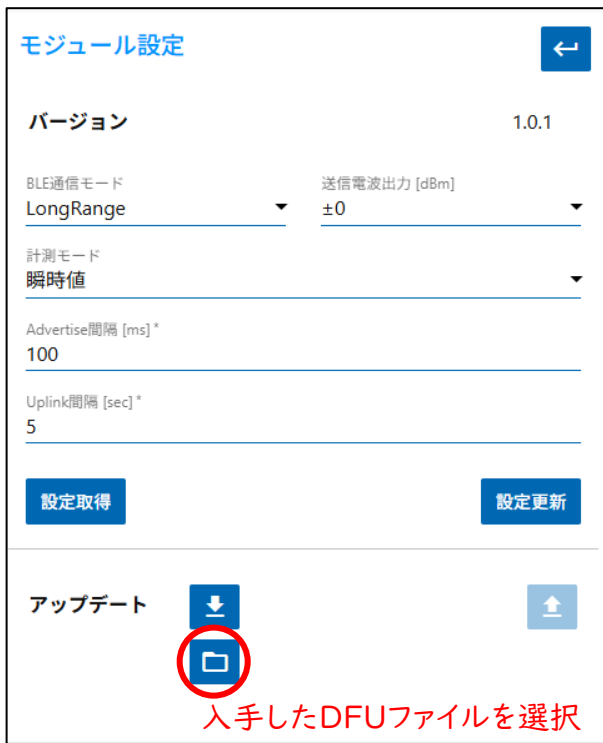 モジュール設定
バージョン 1.0.1
BLE通信モード 送信電波出力 [dBm]
LongRange ±0
計測モード
瞬時値
Advertise間隔 [ms] *
100
Uplink間隔 [sec] *
5
設定取得 設定更新
アップデート
入手したDFUファイルを選択